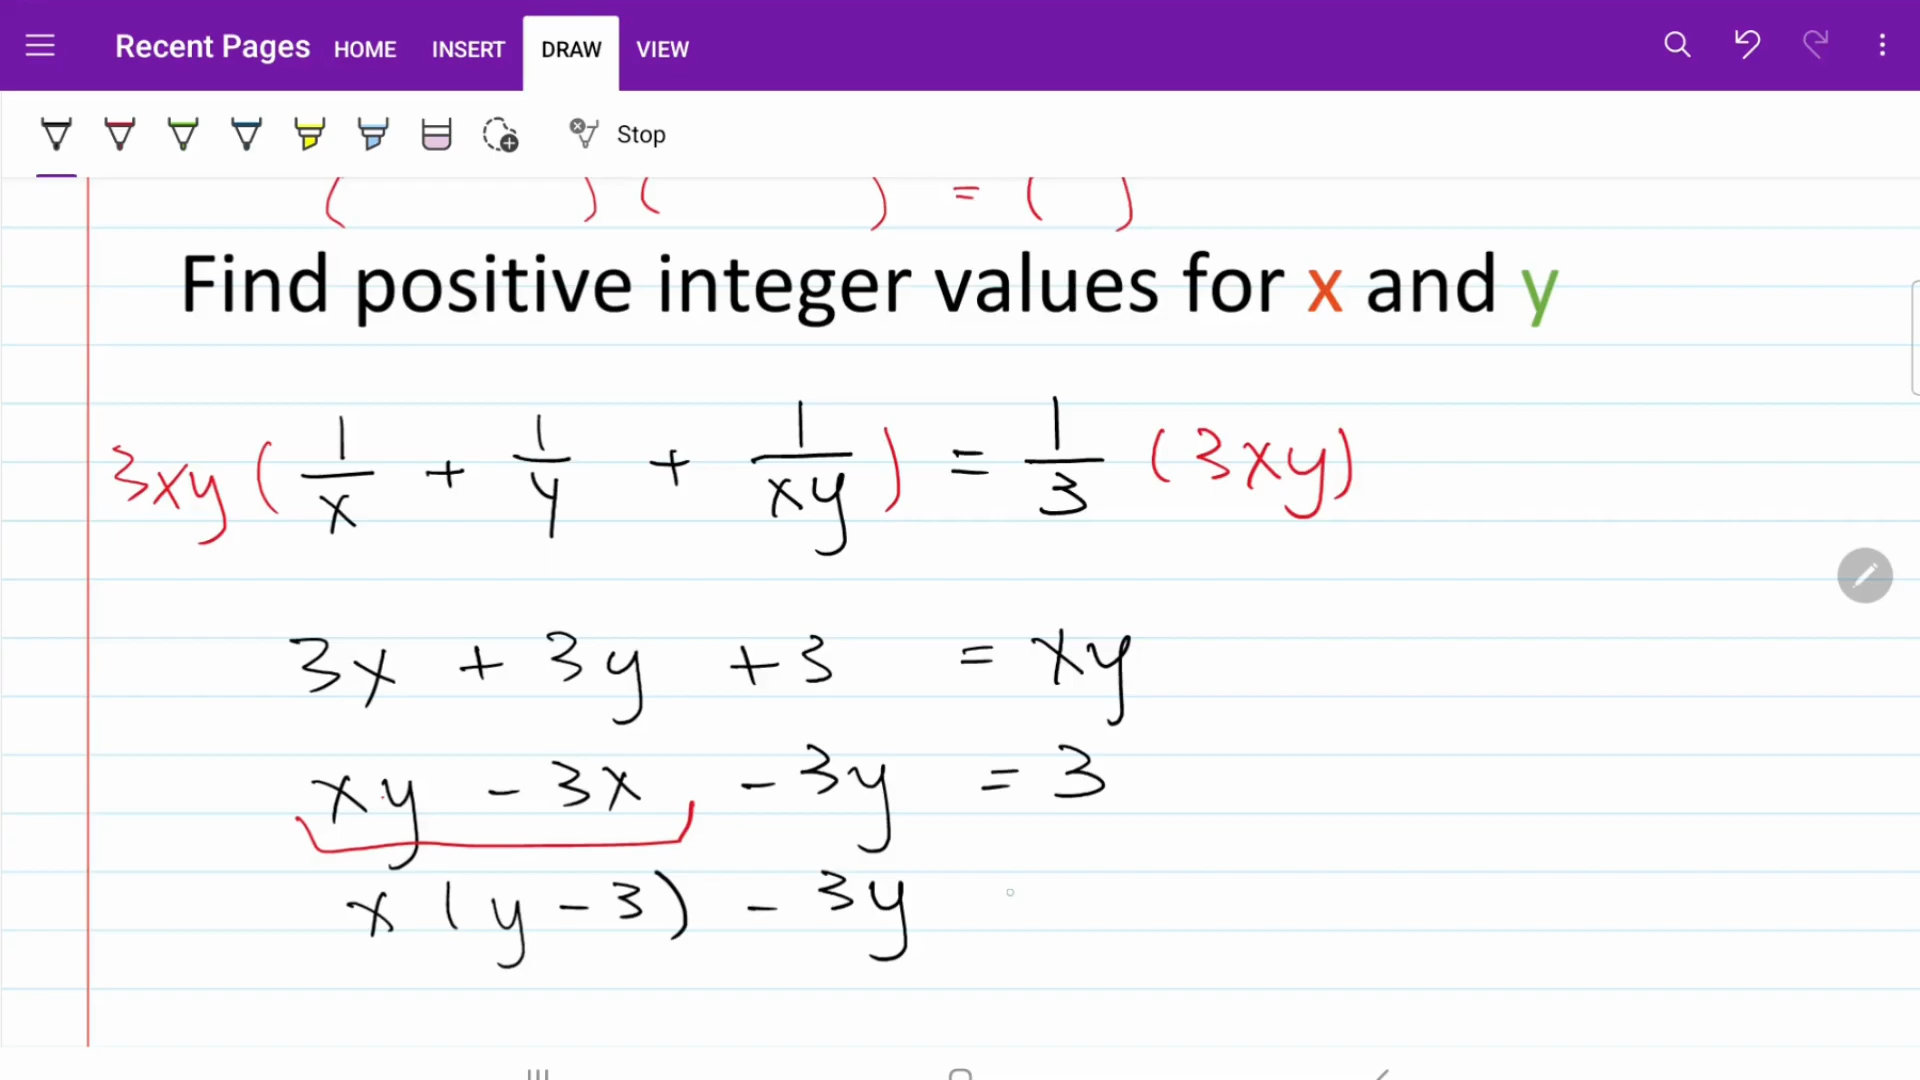 Recent Pages HOME INSERT DRAW VIEW
Stop
( ) ( ) = ( )
Find positive integer values for x and y
3xy ( 1/x + 1/y + 1/xy ) = 1/3 (3xy)
3x + 3y + 3 = xy
xy - 3x - 3y = 3
x (y - 3) - 3y